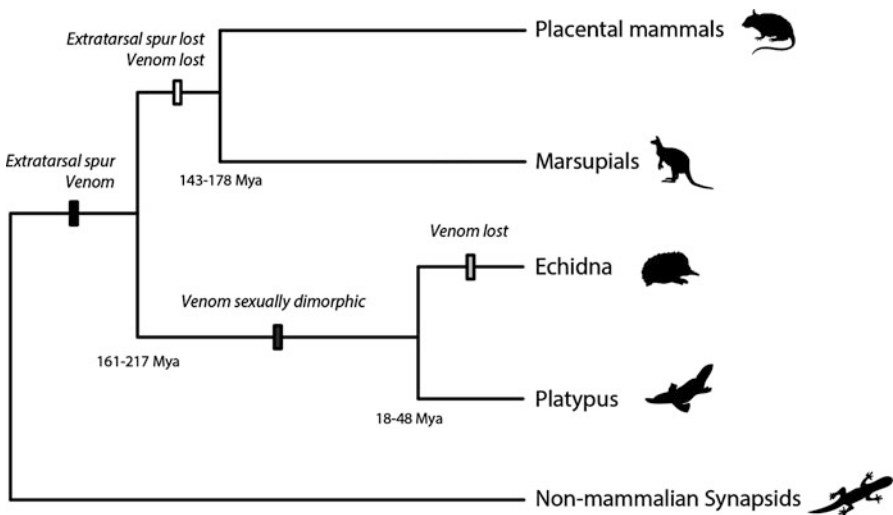 Placental mammals
Extratarsal spur lost
Venom lost
Extratarsal spur
Venom
Marsupials
143-178 Mya
Venom lost
Echidna
Venom sexually dimorphic
161-217 Mya
Platypus
18-48 Mya
Non-mammalian Synapsids